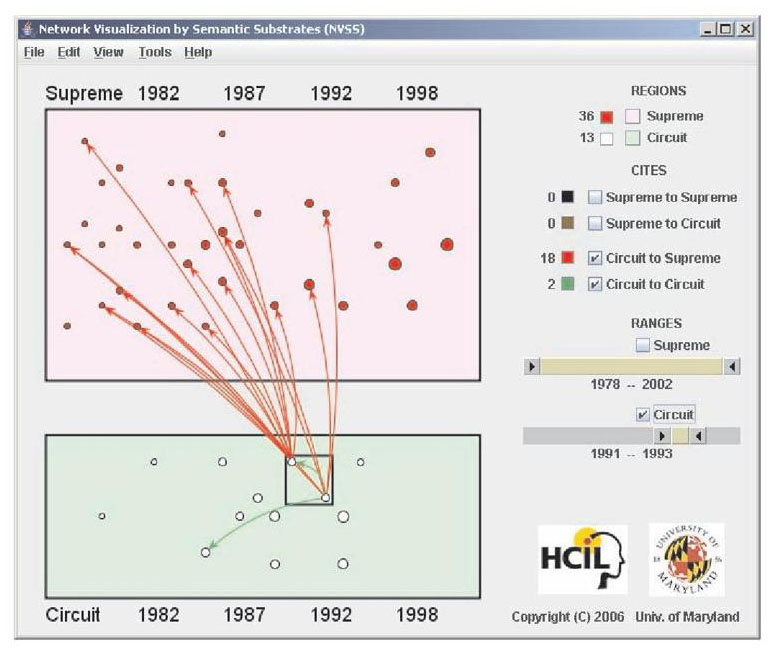 Network Visualization by Semantic Substrates (NVSS)
File Edit View Tools Help
Supreme 1982 1987 1992 1998
REGIONS
36 Supreme
13 Circuit
CITES
0 Supreme to Supreme
0 Supreme to Circuit
18 Circuit to Supreme
2 Circuit to Circuit
RANGES
Supreme
1978 -- 2002
Circuit
1991 -- 1993
HCIL
UNIVERSITY OF
MARYLAND
Circuit 1982 1987 1992 1998
Copyright (C) 2006 Univ. of Maryland